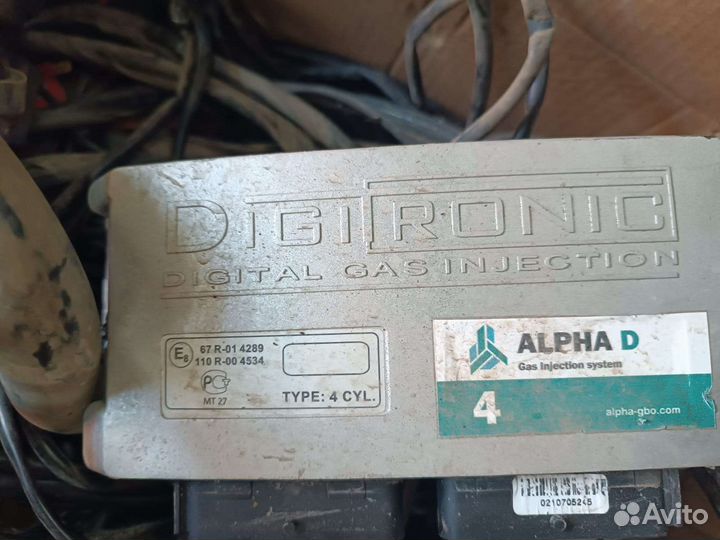 DIGITRONIC
DIGITAL GAS INJECTION
E8 67 R-01 4289
110 R-00 4534
PC
MT 27
TYPE: 4 CYL.
ALPHA D
Gas Injection system
4
alpha-gbo.com
0210705245
Avito